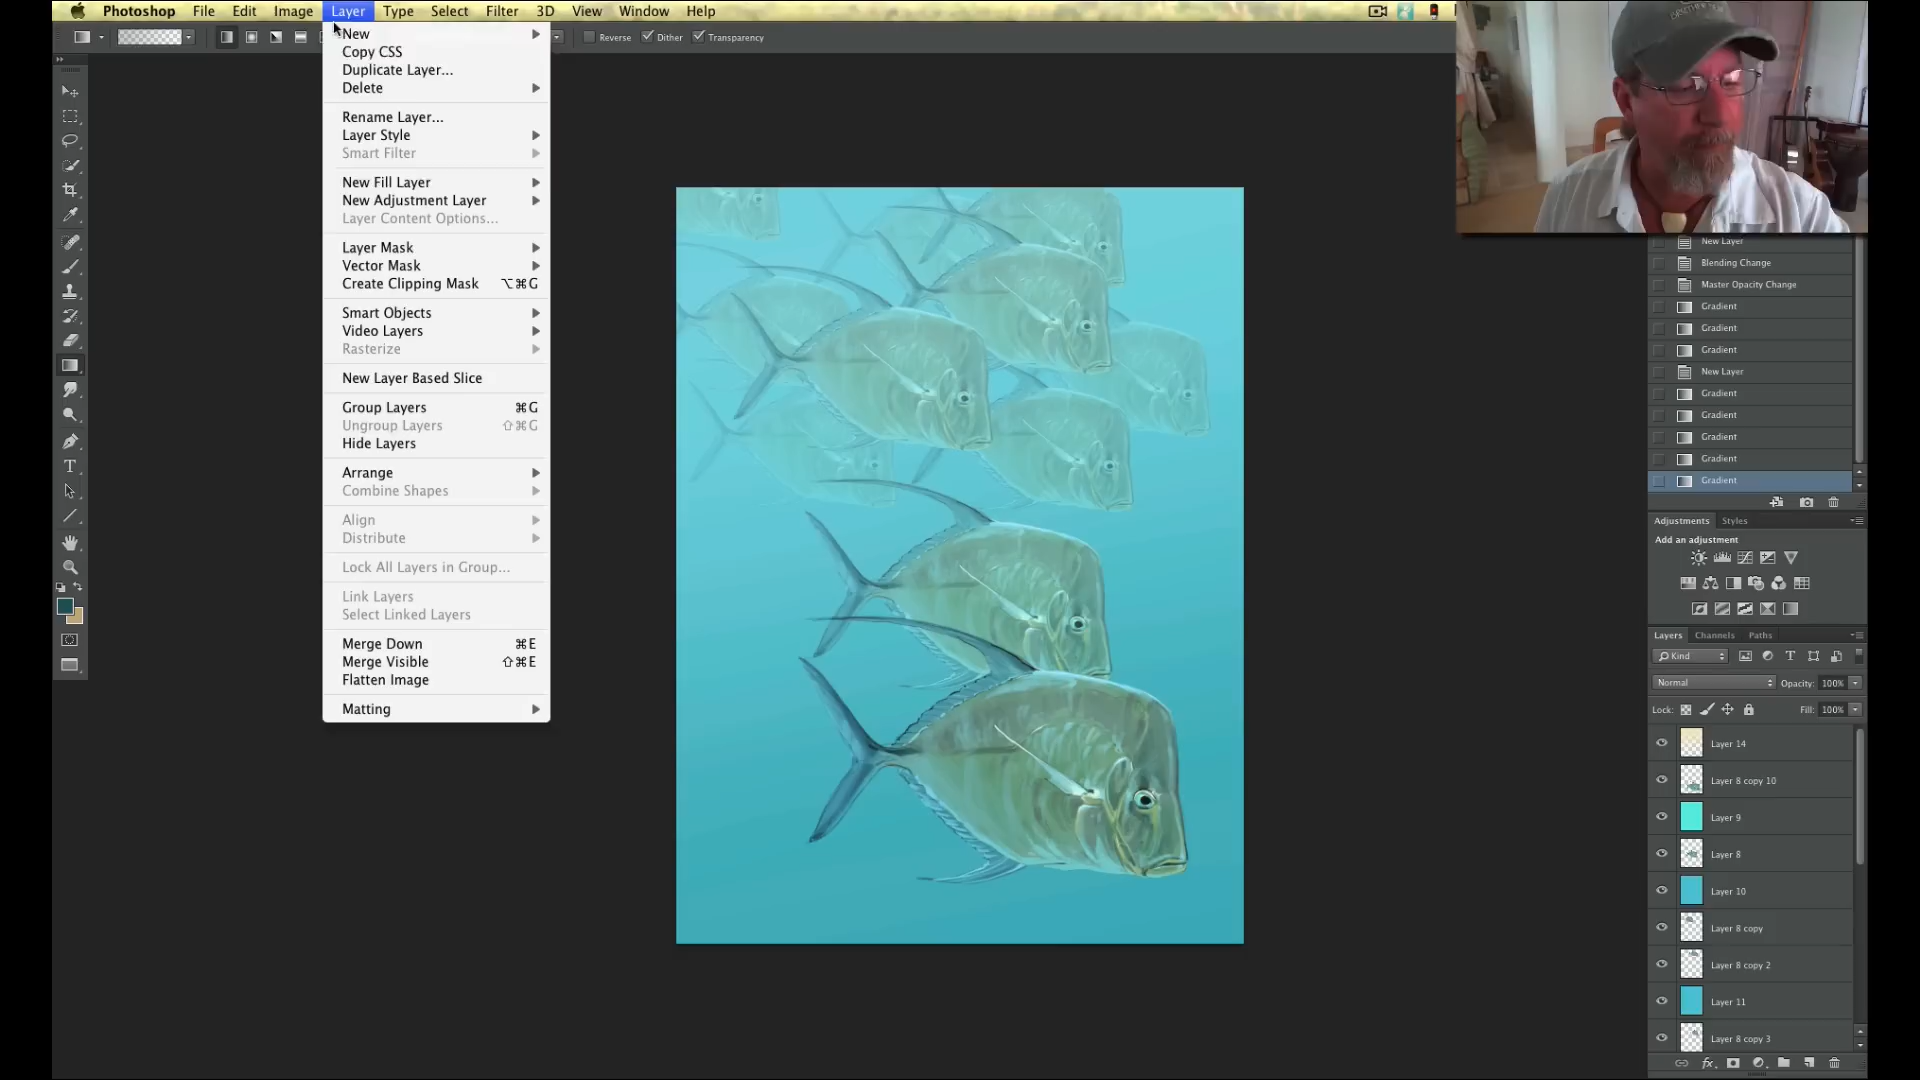 Photoshop File Edit Image Layer Type Select Filter 3D View Window Help
Reverse Dither Transparency
New
Copy CSS
Duplicate Layer...
Delete
Rename Layer...
Layer Style
Smart Filter
New Fill Layer
New Adjustment Layer
Layer Content Options...
Layer Mask
Vector Mask
Create Clipping Mask ⌥⌘G
Smart Objects
Video Layers
Rasterize
New Layer Based Slice
Group Layers ⌘G
Ungroup Layers ⇧⌘G
Hide Layers
Arrange
Combine Shapes
Align
Distribute
Lock All Layers in Group...
Link Layers
Select Linked Layers
Merge Down ⌘E
Merge Visible ⇧⌘E
Flatten Image
Matting
New Layer
Blending Change
Master Opacity Change
Gradient
Gradient
Gradient
New Layer
Gradient
Gradient
Gradient
Gradient
Gradient
Adjustments Styles
Add an adjustment
Layers Channels Paths
Kind T
Normal Opacity: 100%
Lock: Fill: 100%
Layer 14
Layer 8 copy 10
Layer 9
Layer 8
Layer 10
Layer 8 copy
Layer 8 copy 2
Layer 11
Layer 8 copy 3
fx